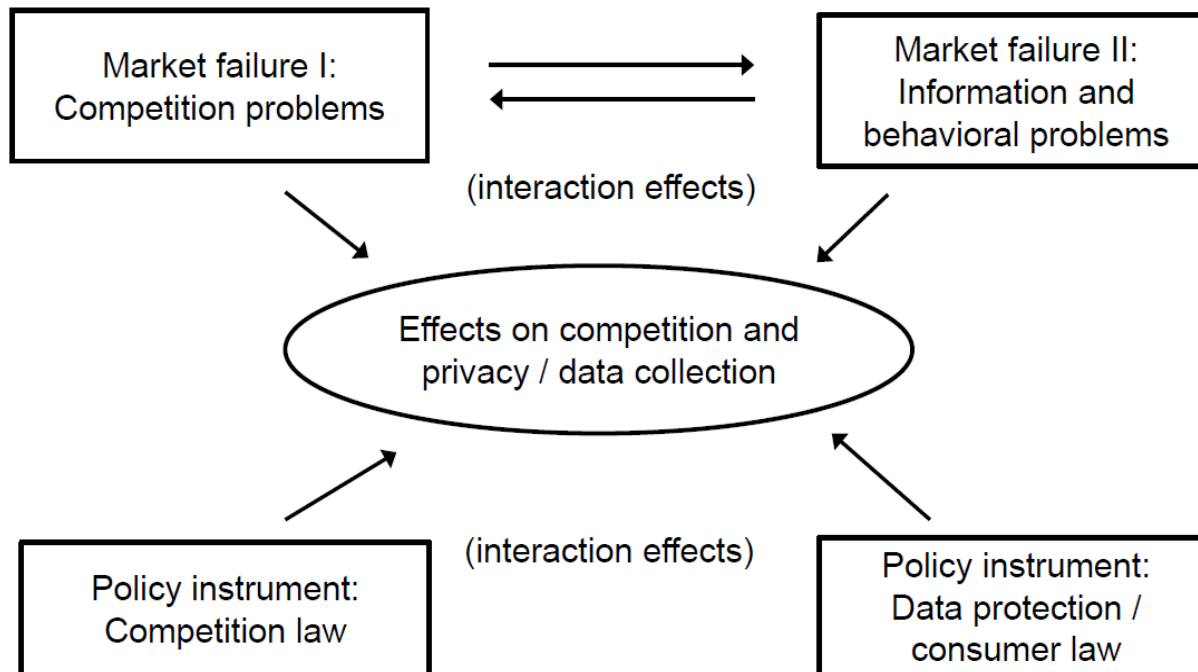 Market failure I:
Competition problems
Market failure II:
Information and
behavioral problems
(interaction effects)
Effects on competition and
privacy / data collection
(interaction effects)
Policy instrument:
Competition law
Policy instrument:
Data protection /
consumer law